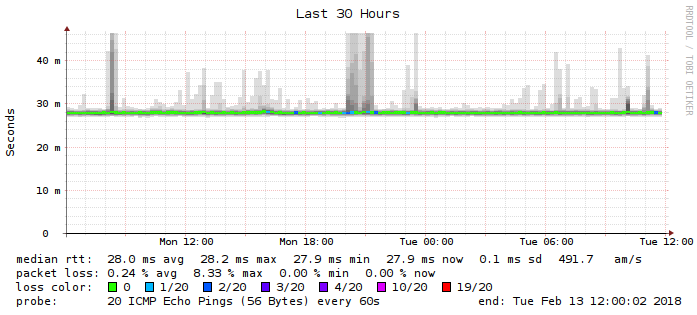 Last 30 Hours
RRDTOOL / TOBI OETIKER
Seconds
40 m
30 m
20 m
10 m
0
Mon 12:00 Mon 18:00 Tue 00:00 Tue 06:00 Tue 12:00
median rtt: 28.0 ms avg 28.2 ms max 27.9 ms min 27.9 ms now 0.1 ms sd 491.7 am/s
packet loss: 0.24 % avg 8.33 % max 0.00 % min 0.00 % now
loss color: 0 1/20 2/20 3/20 4/20 10/20 19/20
probe: 20 ICMP Echo Pings (56 Bytes) every 60s end: Tue Feb 13 12:00:02 2018